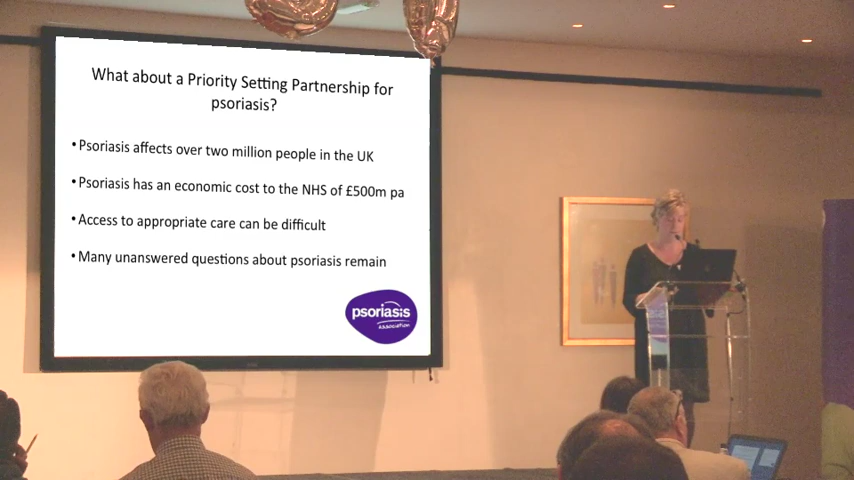 What about a Priority Setting Partnership for
psoriasis?
• Psoriasis affects over two million people in the UK
• Psoriasis has an economic cost to the NHS of £500m pa
• Access to appropriate care can be difficult
• Many unanswered questions about psoriasis remain
psoriasis
ASSOCIATION